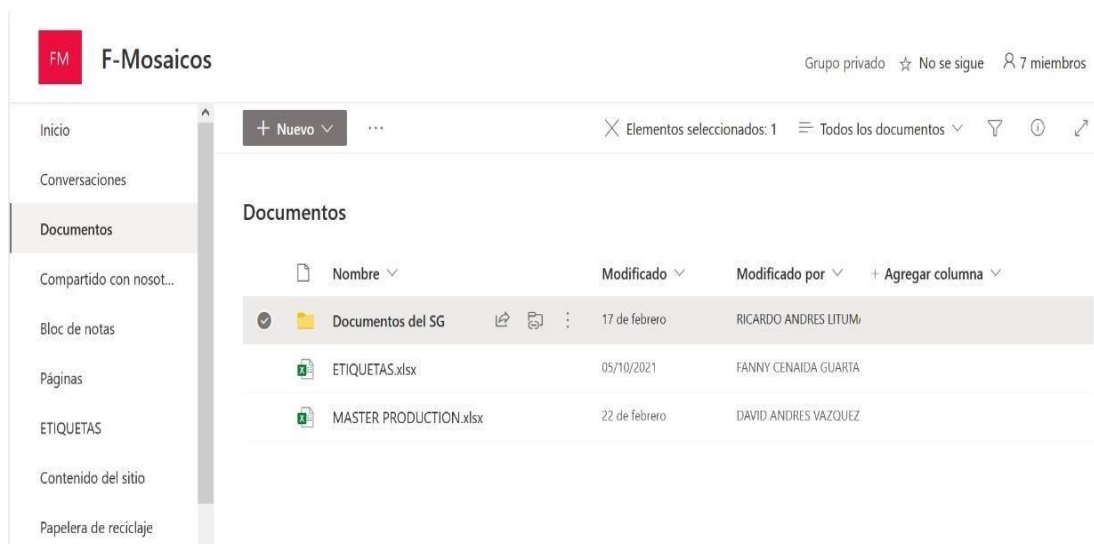 FM F-Mosaicos
Grupo privado No se sigue 7 miembros
Inicio
Conversaciones
Documentos
Compartido con nosot...
Bloc de notas
Páginas
ETIQUETAS
Contenido del sitio
Papelera de reciclaje
+ Nuevo ... Elementos seleccionados: 1 Todos los documentos
Documentos
Nombre Modificado Modificado por + Agregar columna
Documentos del SG 17 de febrero RICARDO ANDRES LITUM
ETIQUETAS.xlsx 05/10/2021 FANNY CENAIDA GUARTA
MASTER PRODUCTION.xlsx 22 de febrero DAVID ANDRES VAZQUEZ